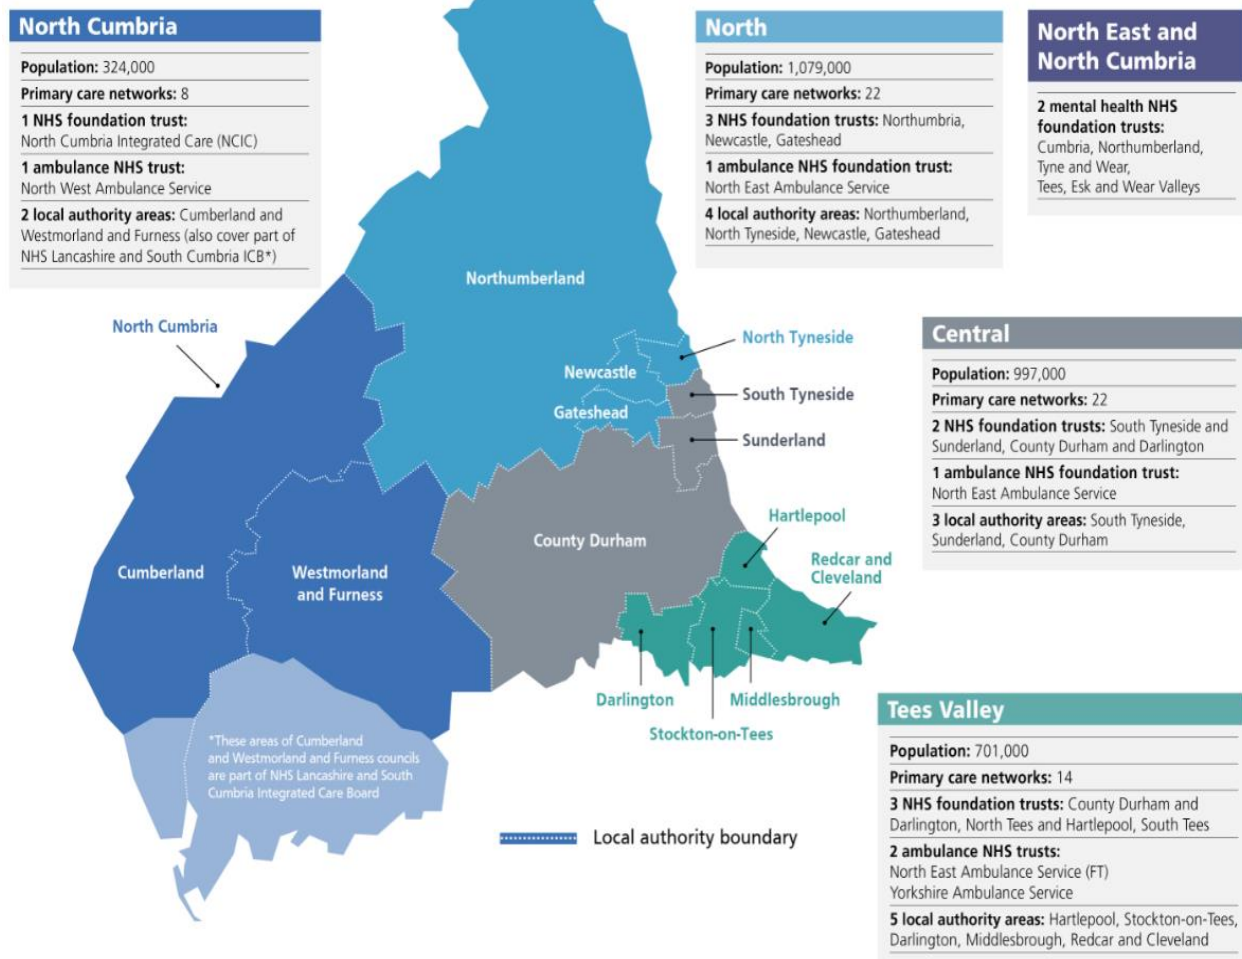 North Cumbria
Population: 324,000
Primary care networks: 8
1 NHS foundation trust:
North Cumbria Integrated Care (NCIC)
1 ambulance NHS trust:
North West Ambulance Service
2 local authority areas: Cumberland and
Westmorland and Furness (also cover part of
NHS Lancashire and South Cumbria ICB*)
North
Population: 1,079,000
Primary care networks: 22
3 NHS foundation trusts: Northumbria,
Newcastle, Gateshead
1 ambulance NHS foundation trust:
North East Ambulance Service
4 local authority areas: Northumberland,
North Tyneside, Newcastle, Gateshead
North East and
North Cumbria
2 mental health NHS
foundation trusts:
Cumbria, Northumberland,
Tyne and Wear,
Tees, Esk and Wear Valleys
Northumberland
North Cumbria
North Tyneside
Newcastle
South Tyneside
Gateshead
Sunderland
Central
Population: 997,000
Primary care networks: 22
2 NHS foundation trusts: South Tyneside and
Sunderland, County Durham and Darlington
1 ambulance NHS foundation trust:
North East Ambulance Service
3 local authority areas: South Tyneside,
Sunderland, County Durham
Hartlepool
County Durham
Redcar and
Cleveland
Cumberland
Westmorland
and Furness
Darlington
Middlesbrough
Stockton-on-Tees
*These areas of Cumberland
and Westmorland and Furness councils
are part of NHS Lancashire and South
Cumbria Integrated Care Board
Local authority boundary
Tees Valley
Population: 701,000
Primary care networks: 14
3 NHS foundation trusts: County Durham and
Darlington, North Tees and Hartlepool, South Tees
2 ambulance NHS trusts:
North East Ambulance Service (FT)
Yorkshire Ambulance Service
5 local authority areas: Hartlepool, Stockton-on-Tees,
Darlington, Middlesbrough, Redcar and Cleveland